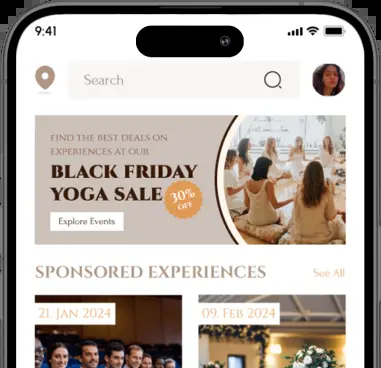 9:41
Search
FIND THE BEST DEALS ON
EXPERIENCES AT OUR
BLACK FRIDAY
YOGA SALE
30%
OFF
Explore Events
SPONSORED EXPERIENCES
See All
21. JAN 2024
09. FEB 2024